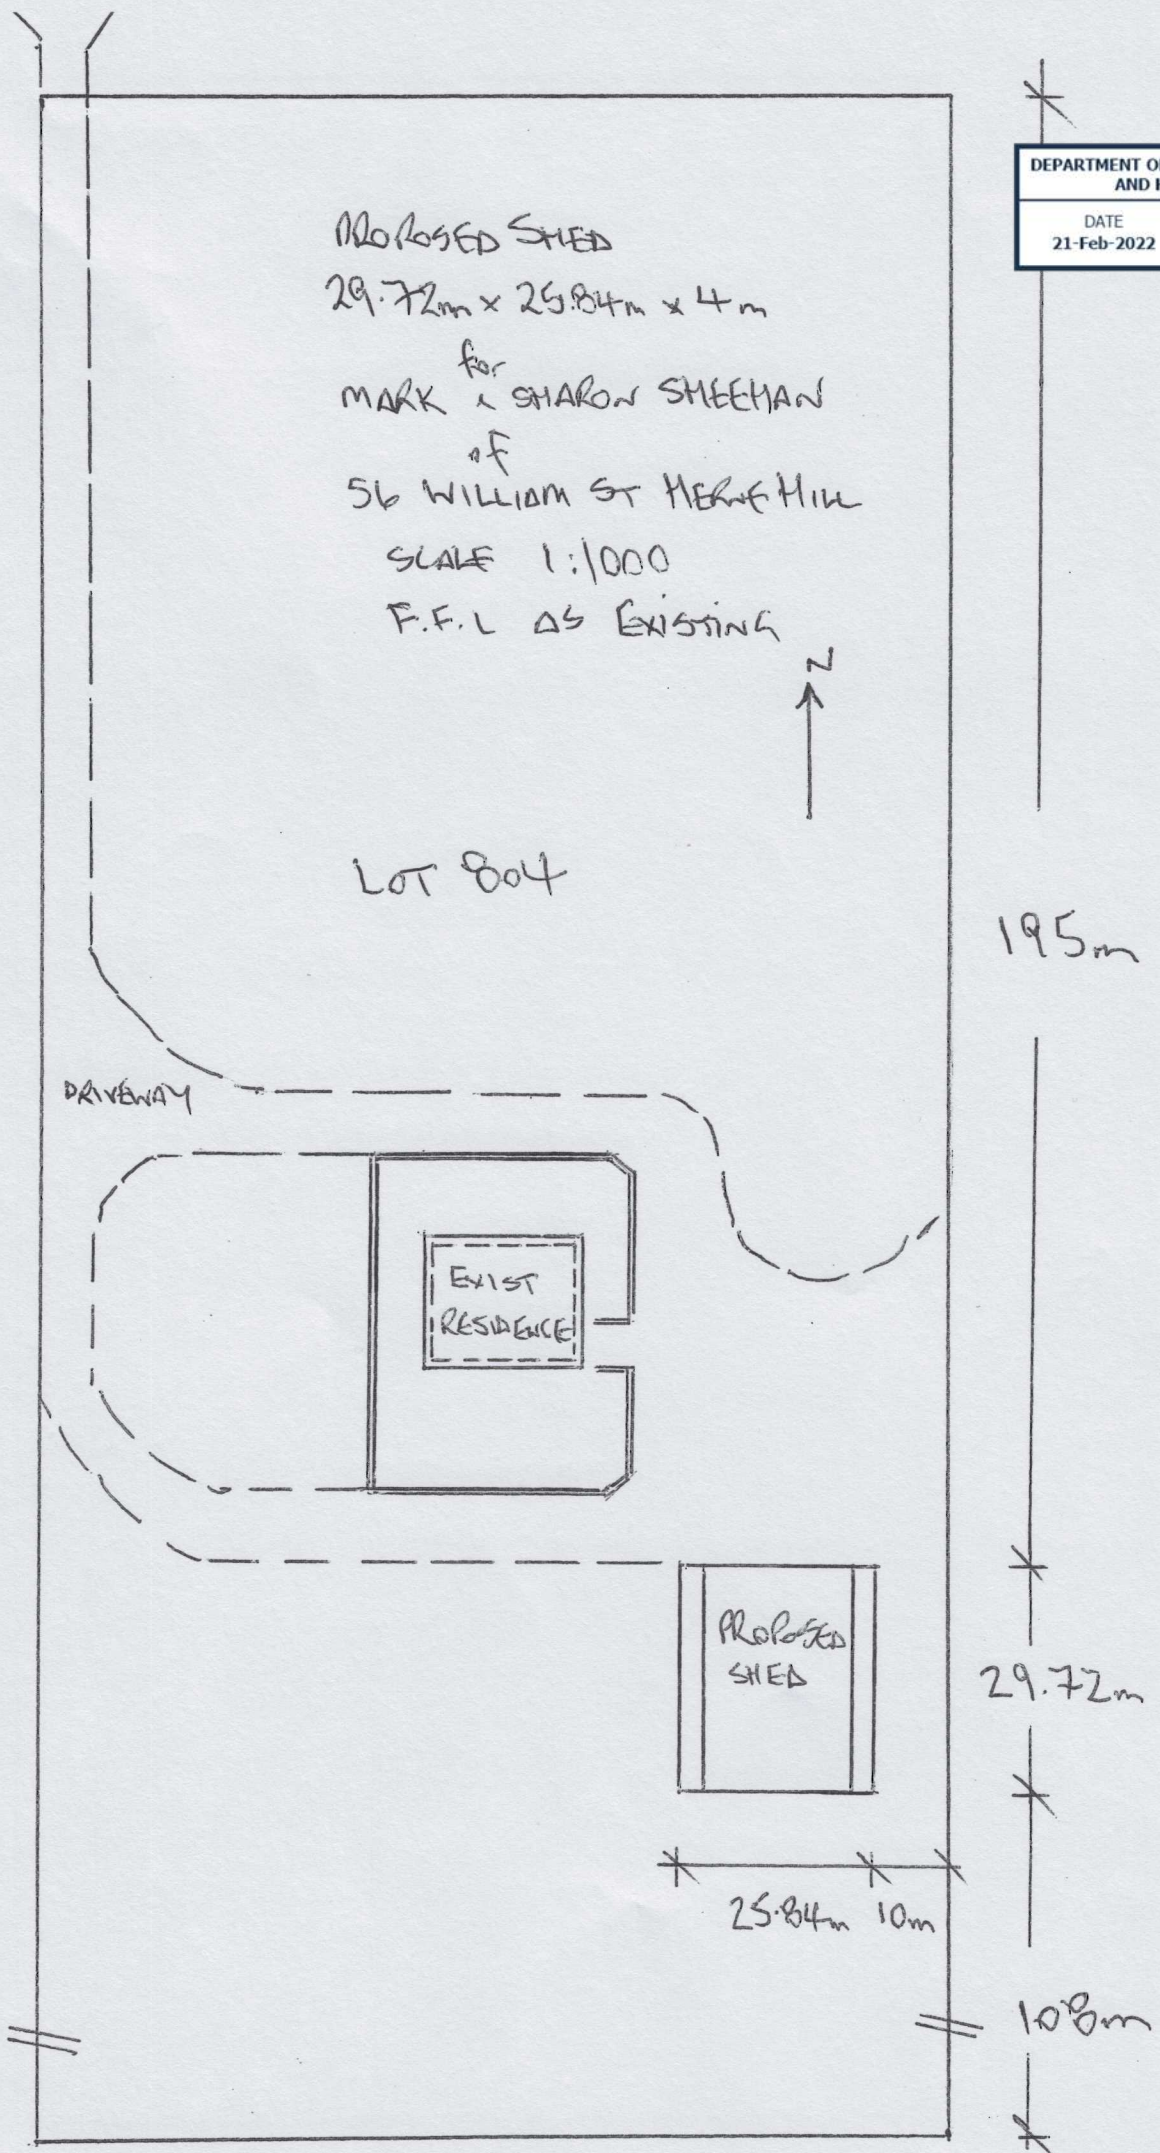 DEPARTMENT O
AND
DATE
21-Feb-2022
PROPOSED SHED
29.72m x 25.84m x 4m
for
MARK & SHARON SHEEHAN
of
56 WILLIAM ST HERNE HILL
SCALE 1:1000
F.F.L AS EXISTING
N
LOT 804
195m
DRIVEWAY
EXIST
RESIDENCE
PROPOSED
SHED
29.72m
25.84m 10m
108m